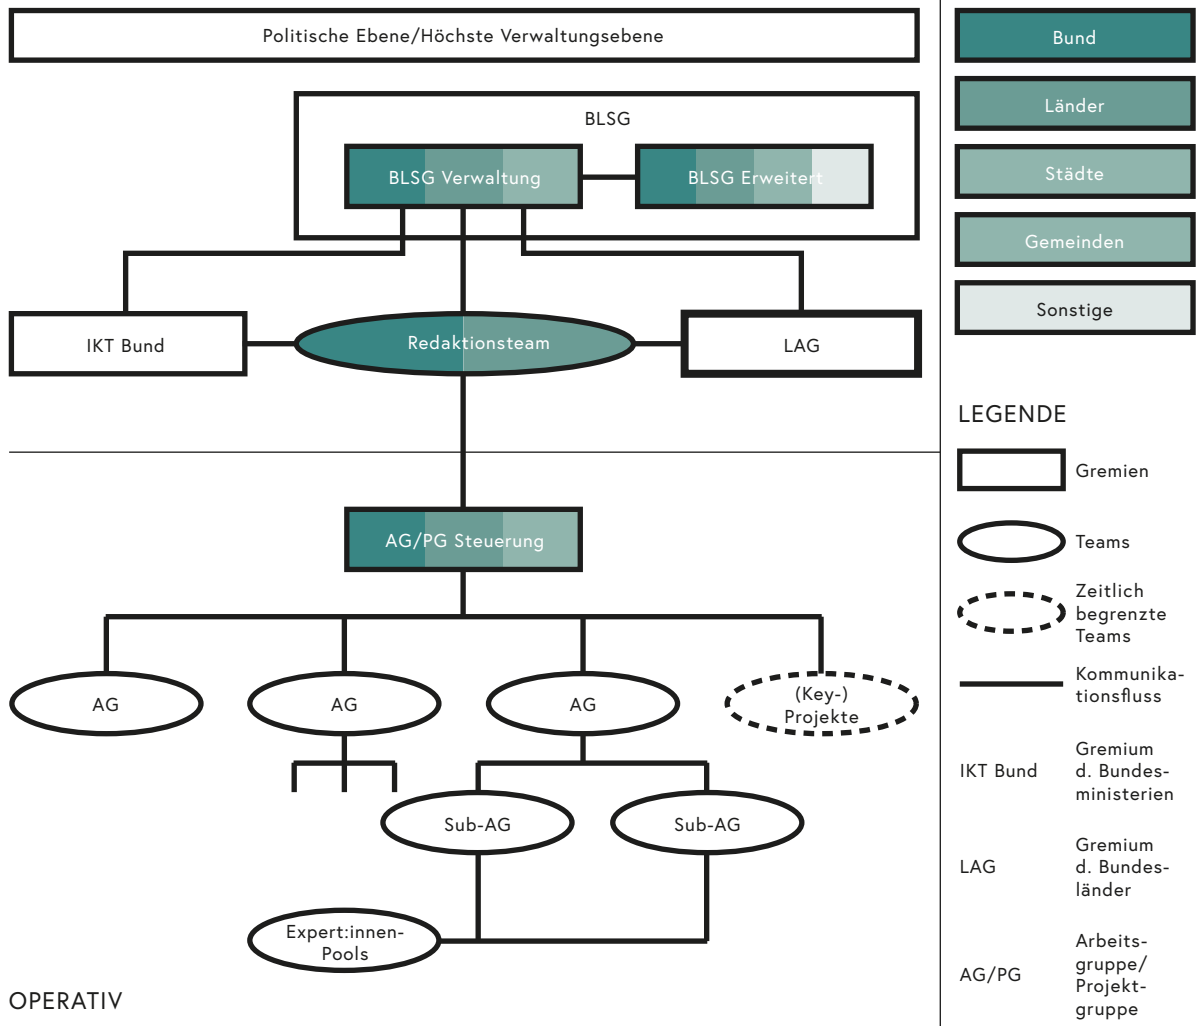 Politische Ebene/Höchste Verwaltungsebene
BLSG
BLSG Verwaltung
BLSG Erweitert
IKT Bund
Redaktionsteam
LAG
AG/PG Steuerung
AG
AG
AG
(Key-)
Projekte
Sub-AG
Sub-AG
Expert:innen-
Pools
OPERATIV
Bund
Länder
Städte
Gemeinden
Sonstige
LEGENDE
Gremien
Teams
Zeitlich
begrenzte
Teams
Kommunika-
tionsfluss
IKT Bund
Gremium
d. Bundes-
ministerien
LAG
Gremium
d. Bundes-
länder
AG/PG
Arbeits-
gruppe/
Projekt-
gruppe